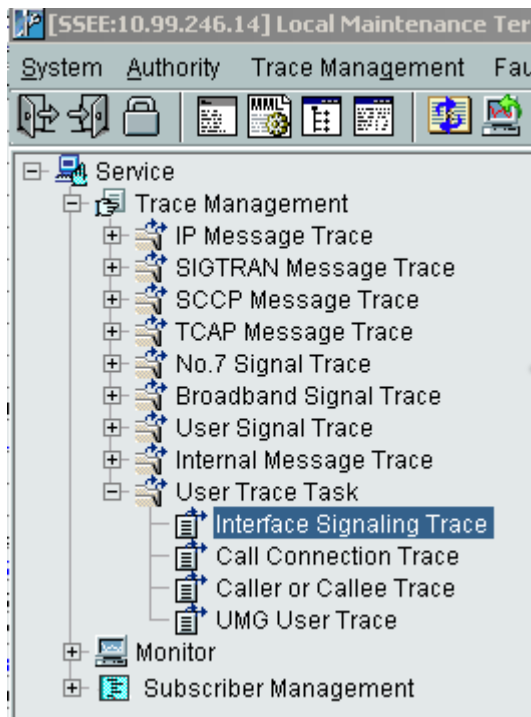 [SSEE:10.99.246.14] Local Maintenance Ter
System Authority Trace Management Fau
MML
Service
Trace Management
IP Message Trace
SIGTRAN Message Trace
SCCP Message Trace
TCAP Message Trace
No.7 Signal Trace
Broadband Signal Trace
User Signal Trace
Internal Message Trace
User Trace Task
Interface Signaling Trace
Call Connection Trace
Caller or Callee Trace
UMG User Trace
Monitor
Subscriber Management